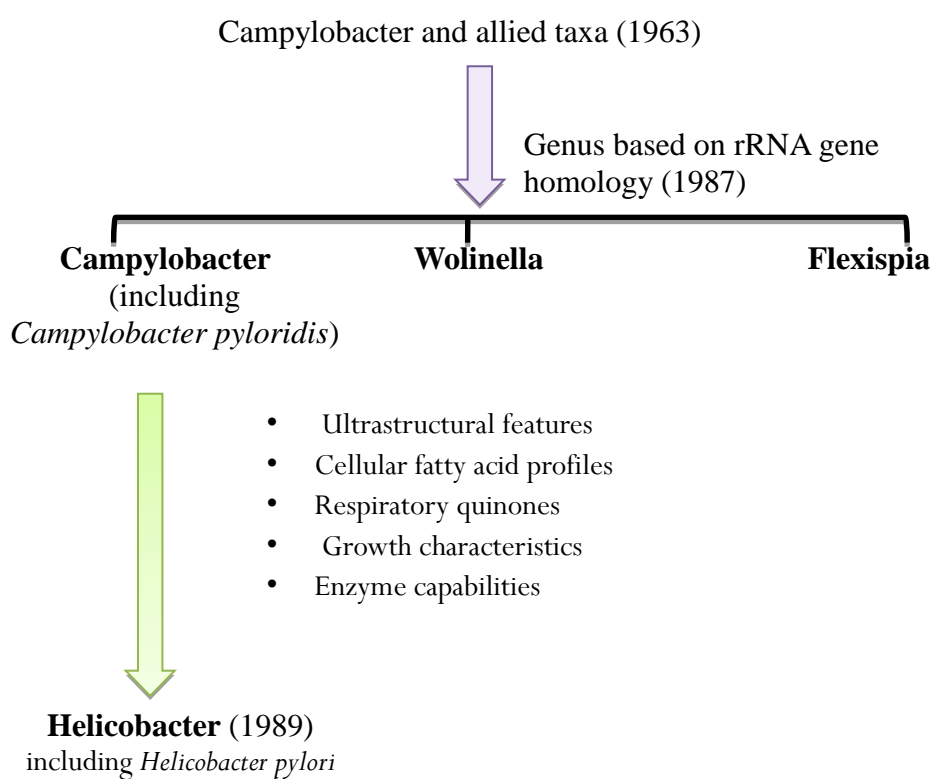 Campylobacter and allied taxa (1963)
Genus based on rRNA gene
homology (1987)
Campylobacter
(including
Campylobacter pyloridis)
Wolinella
Flexispia
• Ultrastructural features
• Cellular fatty acid profiles
• Respiratory quinones
• Growth characteristics
• Enzyme capabilities
Helicobacter (1989)
including Helicobacter pylori